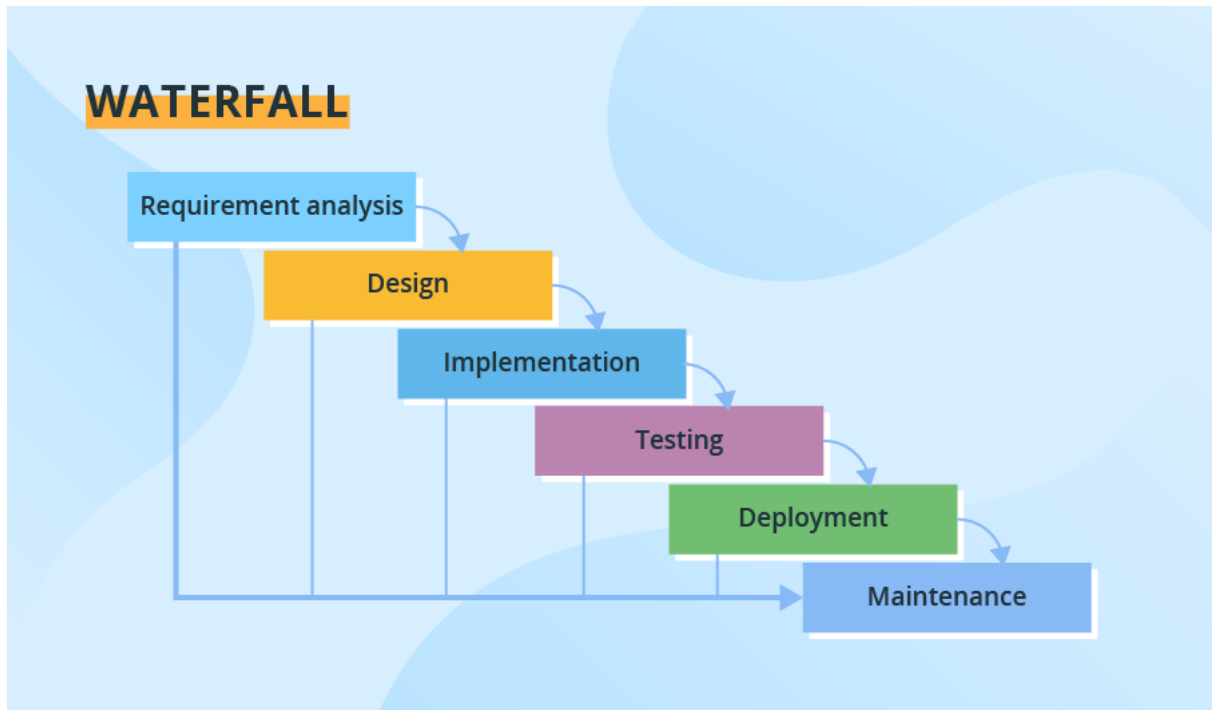 WATERFALL
Requirement analysis
Design
Implementation
Testing
Deployment
Maintenance